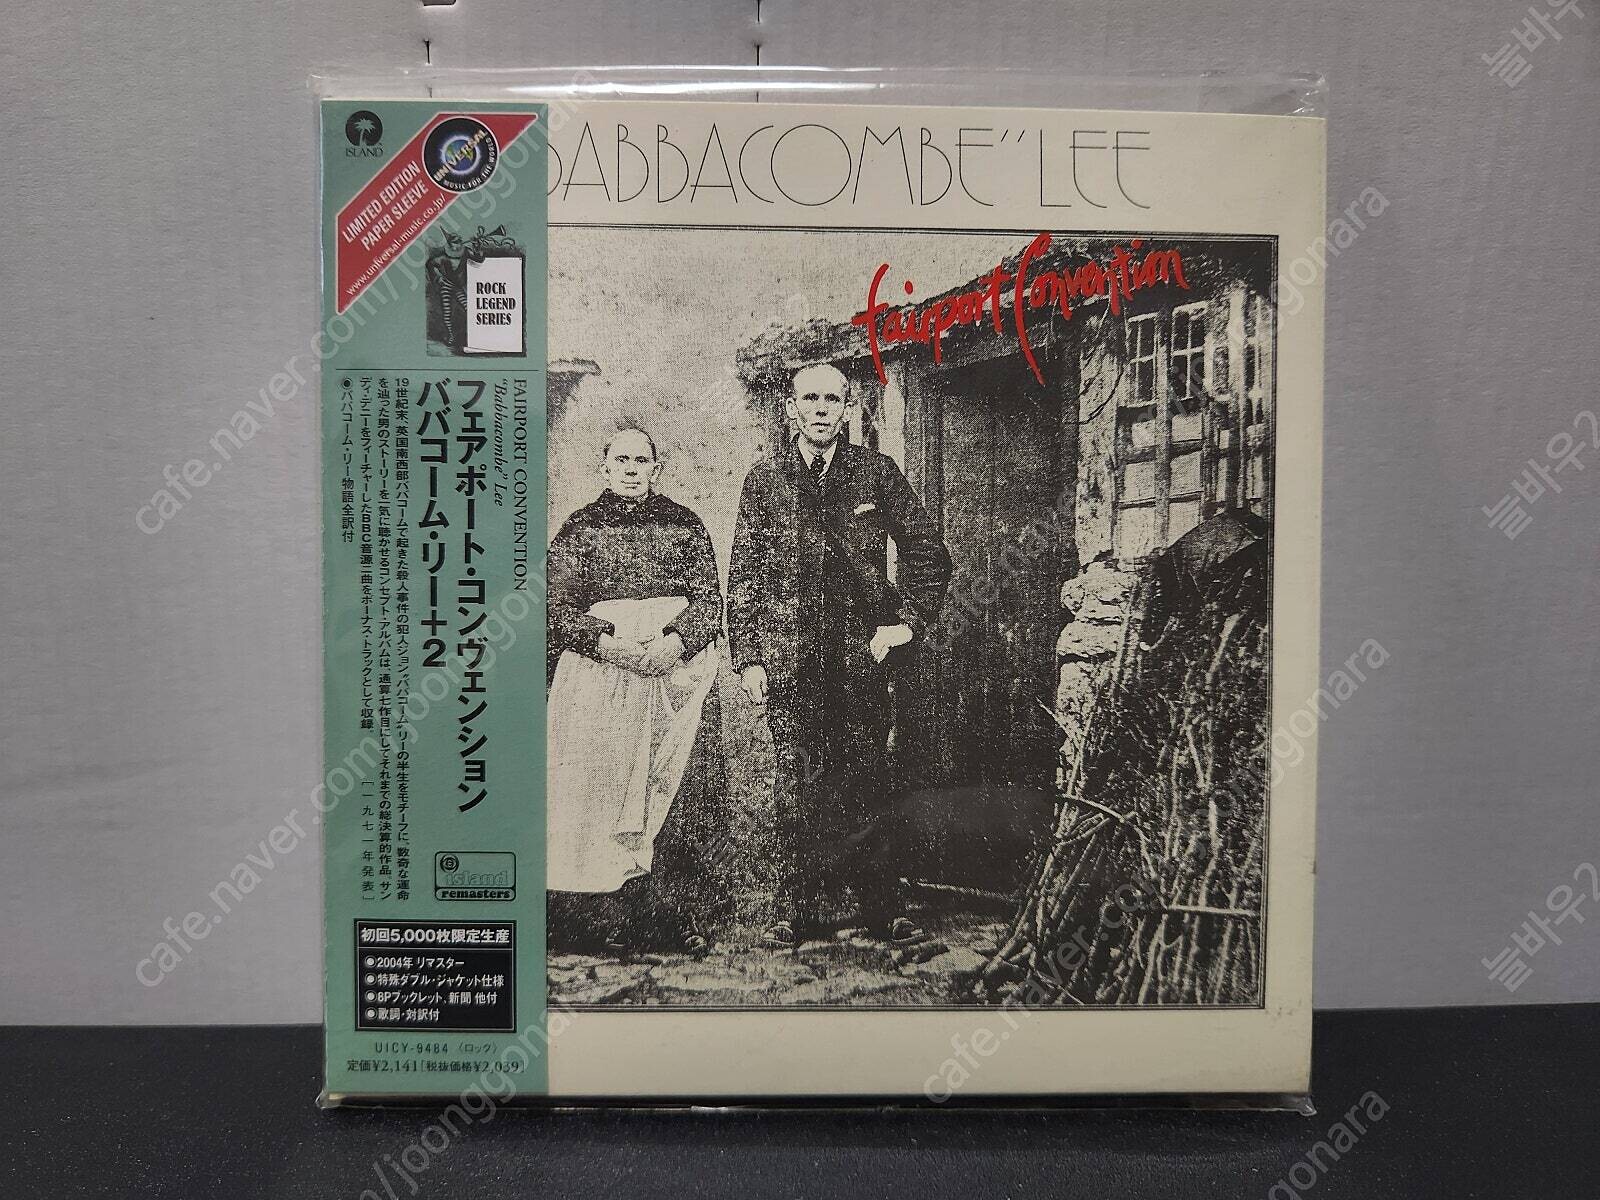 ISLAND
LIMITED EDITION
PAPER SLEEVE
www.universal-music.co.jp/
UNIVERSAL
ROCK
LEGEND
SERIES
BABBACOMBE" LEE
Fairport Convention
FAIRPORT CONVENTION
"Babbacombe" Lee
フェアポート・コンヴェンション
ババコーム・リー+2
19世紀末、英国南西部ババコームで起きた殺人事件の犯人ジョン“ババコーム”リーの半生をモチーフに、数奇な運命
を辿った男のストーリーを一気に聴かせるコンセプト・アルバムは、通算七作目にしてそれまでの総決算的作品。サン
ディ・デニーをフィーチャーしたBBC音源二曲をボーナス・トラックとして収録。 [一九七一年発表]
●ババコーム・リー物語全訳付
island
remasters
初回5,000枚限定生産
●2004年 リマスター
●特殊ダブル・ジャケット仕様
●8Pブックレット、新聞 他付
●歌詞・対訳付
UICY-9484 〈ロック〉
定価¥2,141[税抜価格¥2,039]
cafe.naver.com/joonggonara
늘바우2